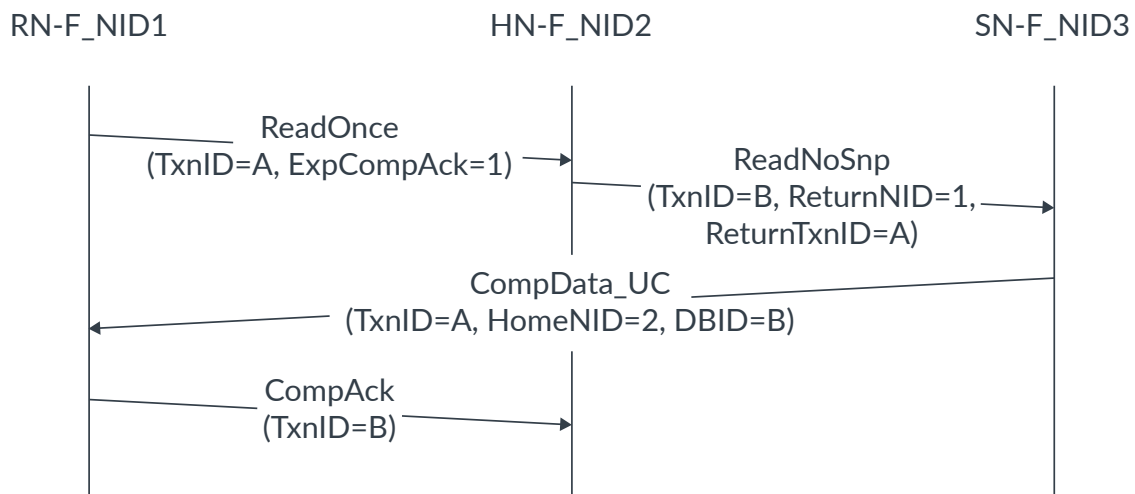 RN-F_NID1
HN-F_NID2
SN-F_NID3
ReadOnce
(TxnID=A, ExpCompAck=1)
ReadNoSnp
(TxnID=B, ReturnNID=1,
ReturnTxnID=A)
CompData_UC
(TxnID=A, HomeNID=2, DBID=B)
CompAck
(TxnID=B)